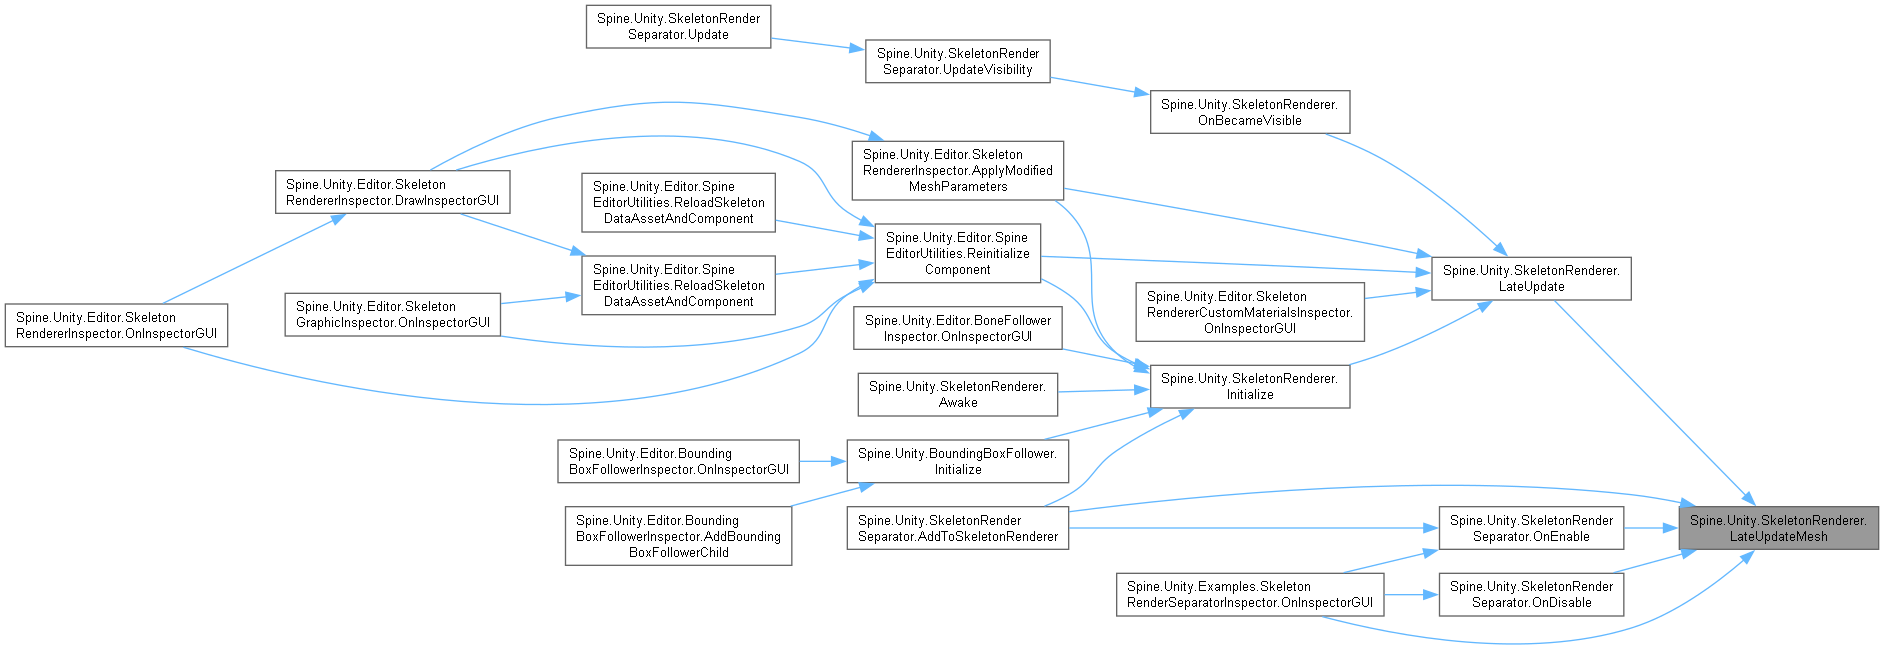 Spine.Unity.SkeletonRender
Separator.Update
Spine.Unity.SkeletonRender
Separator.UpdateVisibility
Spine.Unity.SkeletonRenderer.
OnBecameVisible
Spine.Unity.Editor.Skeleton
RendererInspector.ApplyModified
MeshParameters
Spine.Unity.Editor.Skeleton
RendererInspector.DrawInspectorGUI
Spine.Unity.Editor.Spine
EditorUtilities.ReloadSkeleton
DataAssetAndComponent
Spine.Unity.Editor.Spine
EditorUtilities.Reinitialize
Component
Spine.Unity.Editor.Spine
EditorUtilities.ReloadSkeleton
DataAssetAndComponent
Spine.Unity.SkeletonRenderer.
LateUpdate
Spine.Unity.Editor.Skeleton
RendererCustomMaterialsInspector.
OnInspectorGUI
Spine.Unity.Editor.Skeleton
GraphicInspector.OnInspectorGUI
Spine.Unity.Editor.Skeleton
RendererInspector.OnInspectorGUI
Spine.Unity.Editor.BoneFollower
Inspector.OnInspectorGUI
Spine.Unity.SkeletonRenderer.
Initialize
Spine.Unity.SkeletonRenderer.
Awake
Spine.Unity.Editor.Bounding
BoxFollowerInspector.OnInspectorGUI
Spine.Unity.BoundingBoxFollower.
Initialize
Spine.Unity.Editor.Bounding
BoxFollowerInspector.AddBounding
BoxFollowerChild
Spine.Unity.SkeletonRender
Separator.AddToSkeletonRenderer
Spine.Unity.SkeletonRender
Separator.OnEnable
Spine.Unity.SkeletonRenderer.
LateUpdateMesh
Spine.Unity.Examples.Skeleton
RenderSeparatorInspector.OnInspectorGUI
Spine.Unity.SkeletonRender
Separator.OnDisable